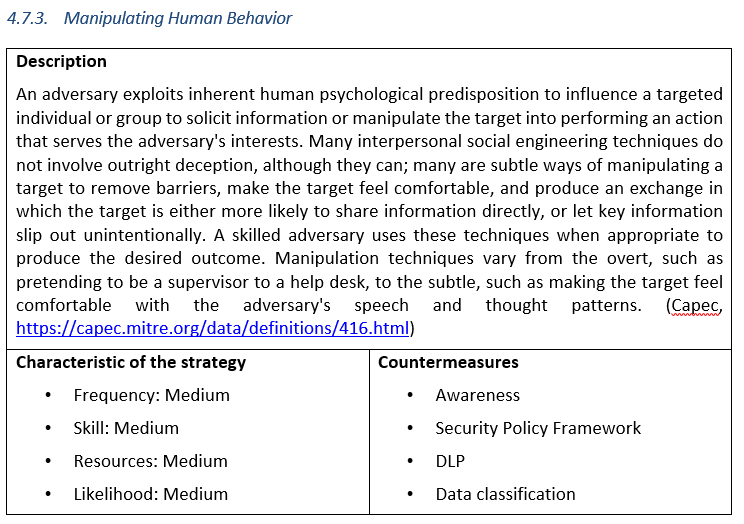 4.7.3. Manipulating Human Behavior
Description
An adversary exploits inherent human psychological predisposition to influence a targeted
individual or group to solicit information or manipulate the target into performing an action
that serves the adversary's interests. Many interpersonal social engineering techniques do
not involve outright deception, although they can; many are subtle ways of manipulating a
target to remove barriers, make the target feel comfortable, and produce an exchange in
which the target is either more likely to share information directly, or let key information
slip out unintentionally. A skilled adversary uses these techniques when appropriate to
produce the desired outcome. Manipulation techniques vary from the overt, such as
pretending to be a supervisor to a help desk, to the subtle, such as making the target feel
comfortable with the adversary's speech and thought patterns. (Capec,
https://capec.mitre.org/data/definitions/416.html)
Characteristic of the strategy
• Frequency: Medium
• Skill: Medium
• Resources: Medium
• Likelihood: Medium
Countermeasures
• Awareness
• Security Policy Framework
• DLP
• Data classification